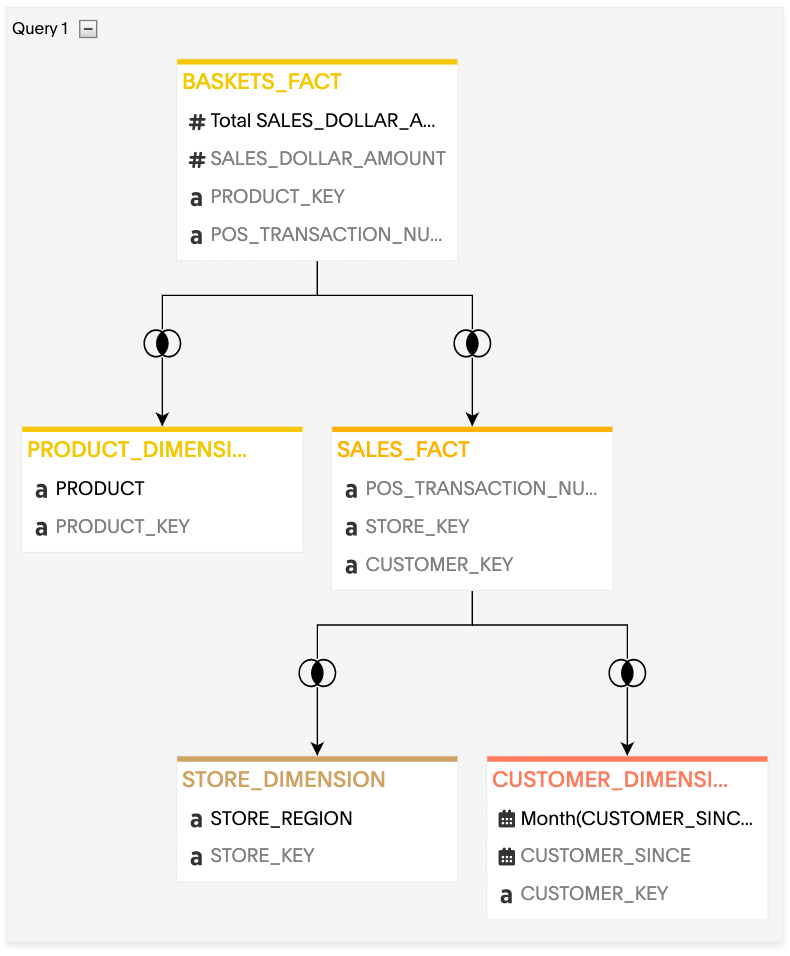 Query 1
BASKETS_FACT
# Total SALES_DOLLAR_A...
# SALES_DOLLAR_AMOUNT
a PRODUCT_KEY
a POS_TRANSACTION_NU...
PRODUCT_DIMENSI...
a PRODUCT
a PRODUCT_KEY
SALES_FACT
a POS_TRANSACTION_NU...
a STORE_KEY
a CUSTOMER_KEY
STORE_DIMENSION
a STORE_REGION
a STORE_KEY
CUSTOMER_DIMENSI...
Month(CUSTOMER_SINC...
CUSTOMER_SINCE
a CUSTOMER_KEY